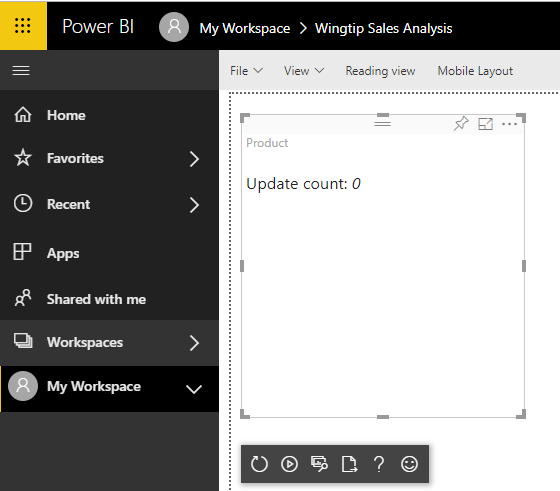 Power BI
My Workspace > Wingtip Sales Analysis
File View Reading view Mobile Layout
Home
Favorites
Recent
Apps
Shared with me
Workspaces
My Workspace
Product
Update count: 0